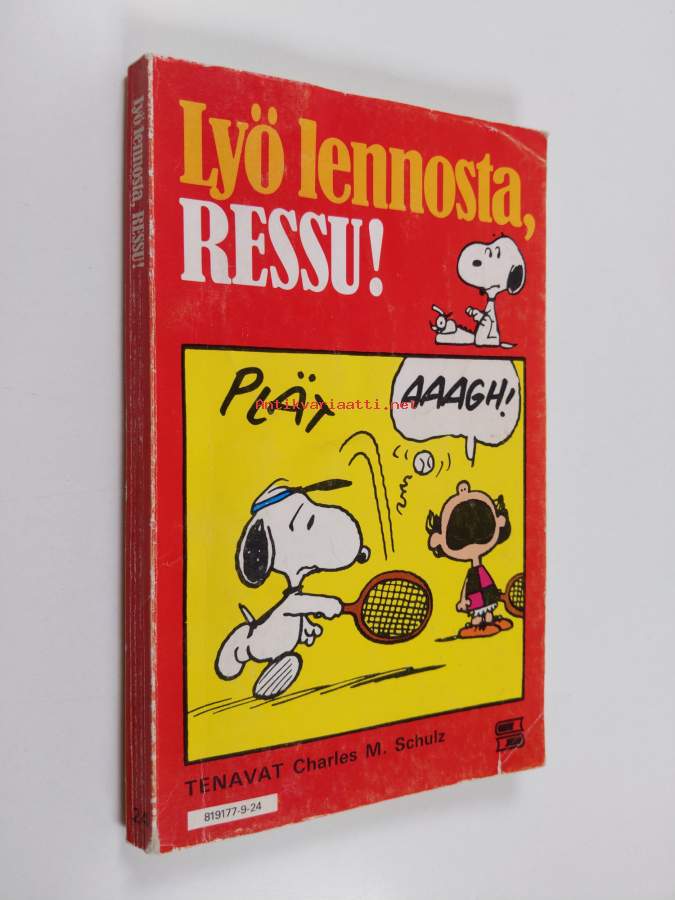 Lyö lennosta, RESSU!
Lyö lennosta,
RESSU!
PLÄT
AAAGH!
Antikvariaatti.net
TENAVAT Charles M. Schulz
819177-9-24
24